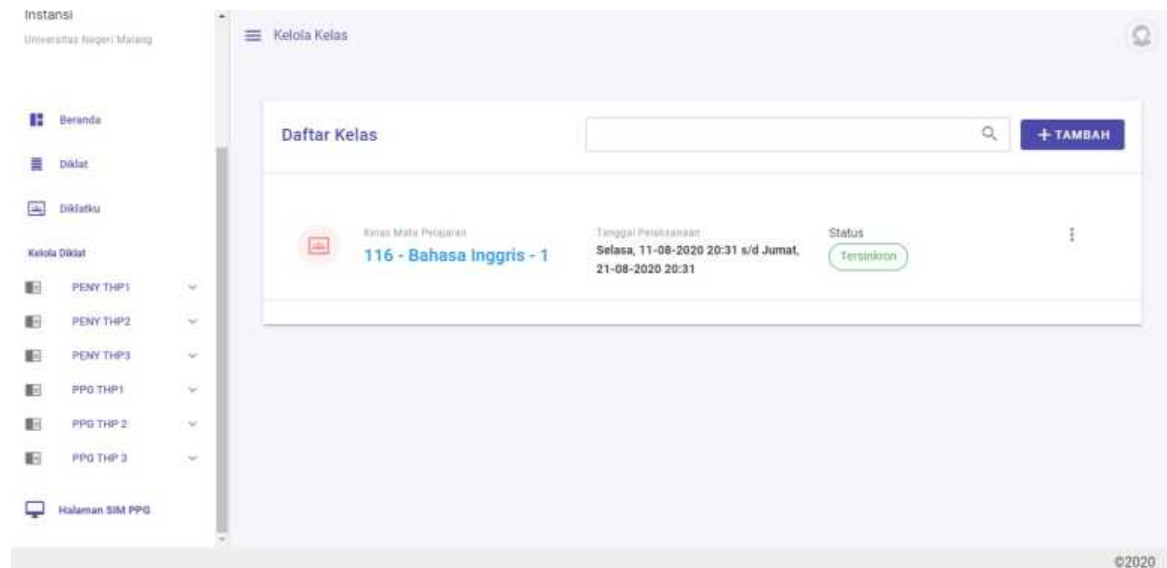 Instansi
Universitas Negeri Malang
Beranda
Diklat
Diklatku
Kelola Diklat
PENY THP1
PENY THP2
PENY THP3
PPG THP1
PPG THP 2
PPG THP 3
Halaman SIM PPG
Kelola Kelas
Daftar Kelas
+ TAMBAH
Kelas Mata Pelajaran
116 - Bahasa Inggris - 1
Tanggal Pelaksanaan
Selasa, 11-08-2020 20:31 s/d Jumat,
21-08-2020 20:31
Status
Tersinkron
©2020